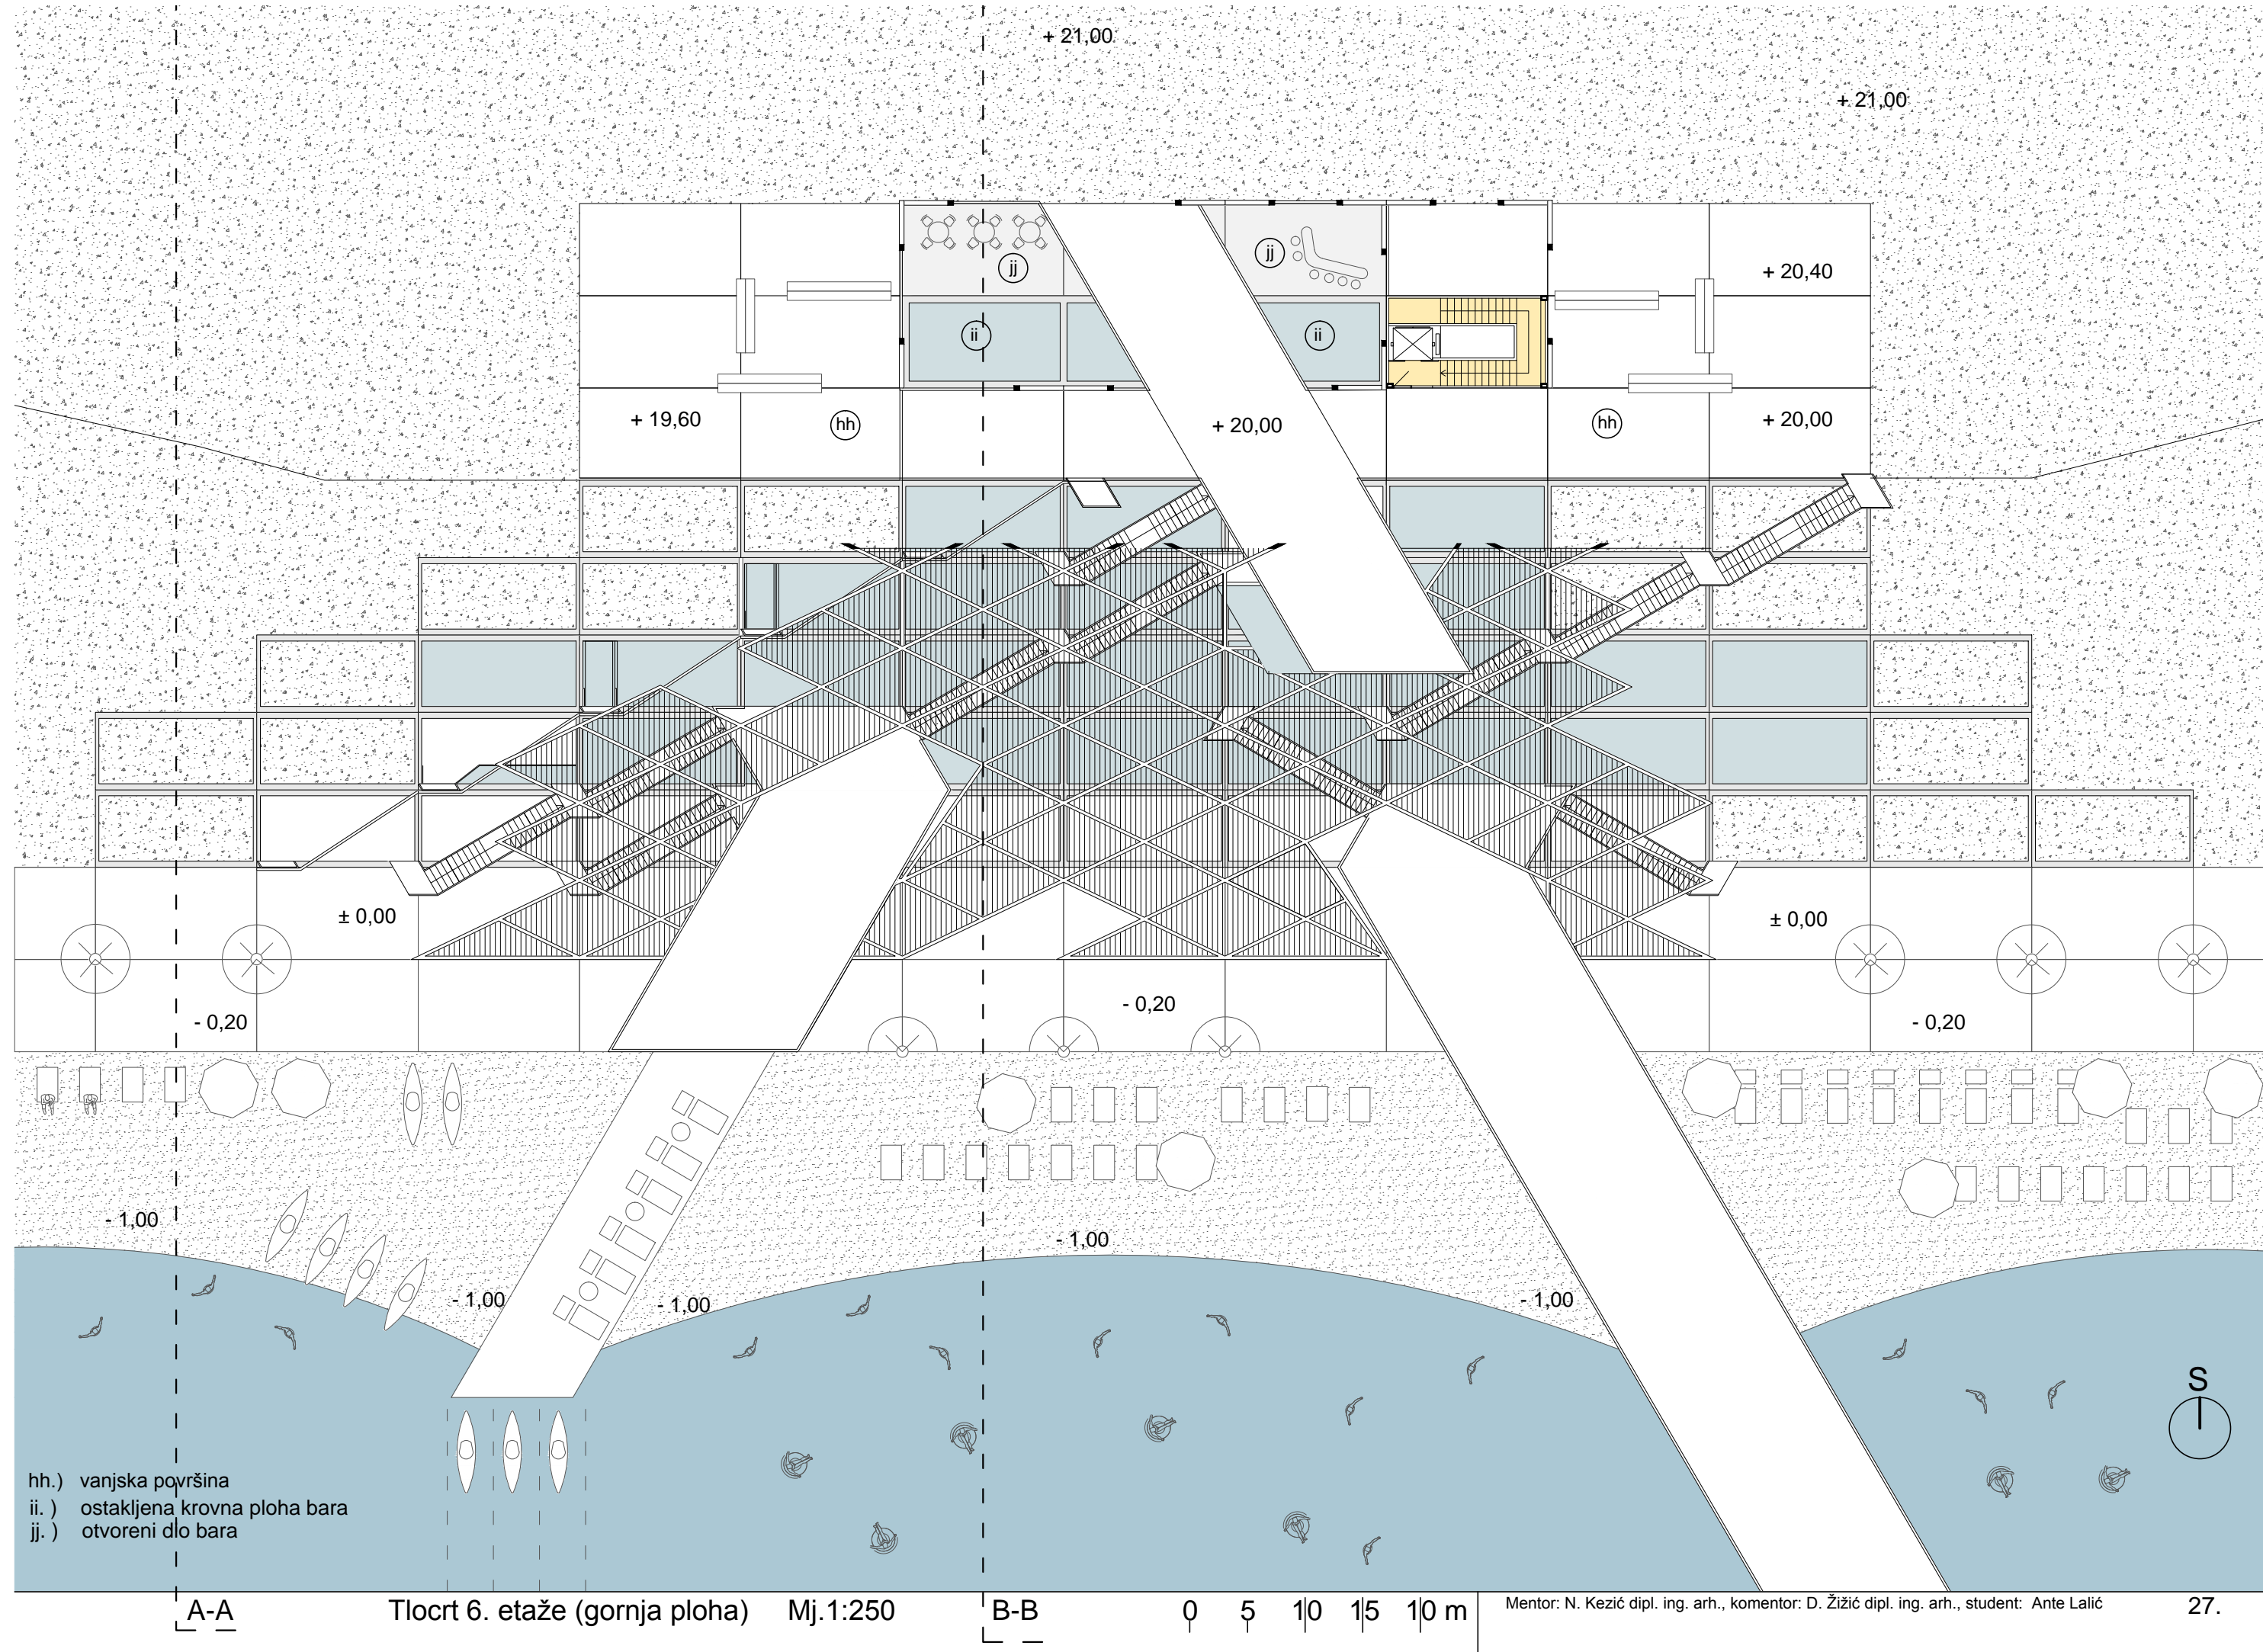 + 21,00
+ 21,00
jj
jj
+ 20,40
ii
ii
+ 19,60
hh
+ 20,00
hh
+ 20,00
± 0,00
± 0,00
- 0,20
- 0,20
- 0,20
- 1,00
- 1,00
- 1,00
- 1,00
- 1,00
S
hh.) vanjska površina
ii. ) ostakljena krovna ploha bara
jj. ) otvoreni dio bara
A-A
Tlocrt 6. etaže (gornja ploha) Mj.1:250
B-B
0 5 10 15 10 m
Mentor: N. Kezić dipl. ing. arh., komentor: D. Žižić dipl. ing. arh., student: Ante Lalić
27.